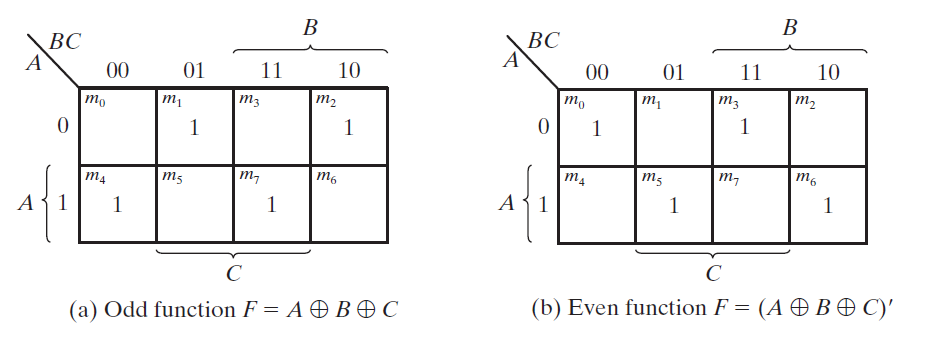 B
BC
A
00 01 11 10
m₀ m₁ m₃ m₂
0 1 1
m₄ m₅ m₇ m₆
A 1 1 1
C
(a) Odd function F = A ⊕ B ⊕ C
B
BC
A
00 01 11 10
m₀ m₁ m₃ m₂
0 1 1
m₄ m₅ m₇ m₆
A 1 1 1
C
(b) Even function F = (A ⊕ B ⊕ C)′